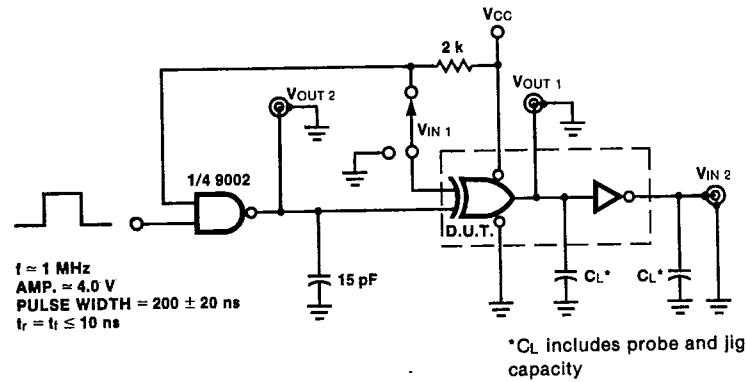 VCC
2 k
VOUT 2
VOUT 1
VIN 1
1/4 9002
VIN 2
D.U.T.
f ≃ 1 MHz
AMP. ≃ 4.0 V
PULSE WIDTH = 200 ± 20 ns
tr = tf ≤ 10 ns
15 pF
CL*
CL*
*CL includes probe and jig
capacity